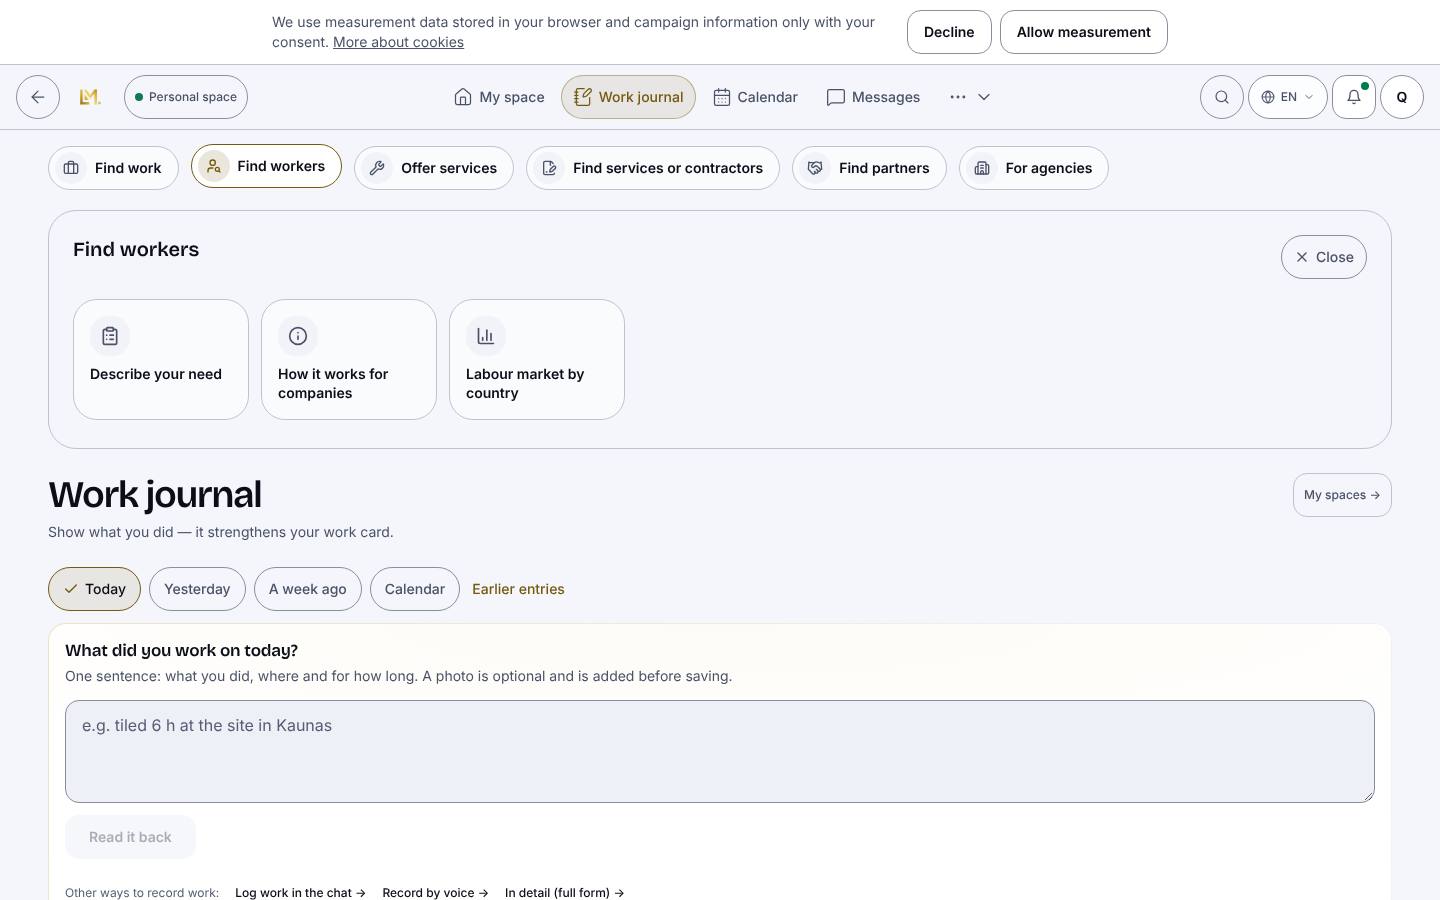 We use measurement data stored in your browser and campaign information only with your
consent. More about cookies
Decline
Allow measurement
LM.
Personal space
My space
Work journal
Calendar
Messages
EN
Q
Find work
Find workers
Offer services
Find services or contractors
Find partners
For agencies
Find workers
Close
Describe your need
How it works for
companies
Labour market by
country
Work journal
My spaces →
Show what you did — it strengthens your work card.
Today
Yesterday
A week ago
Calendar
Earlier entries
What did you work on today?
One sentence: what you did, where and for how long. A photo is optional and is added before saving.
e.g. tiled 6 h at the site in Kaunas
Read it back
Other ways to record work:
Log work in the chat →
Record by voice →
In detail (full form) →